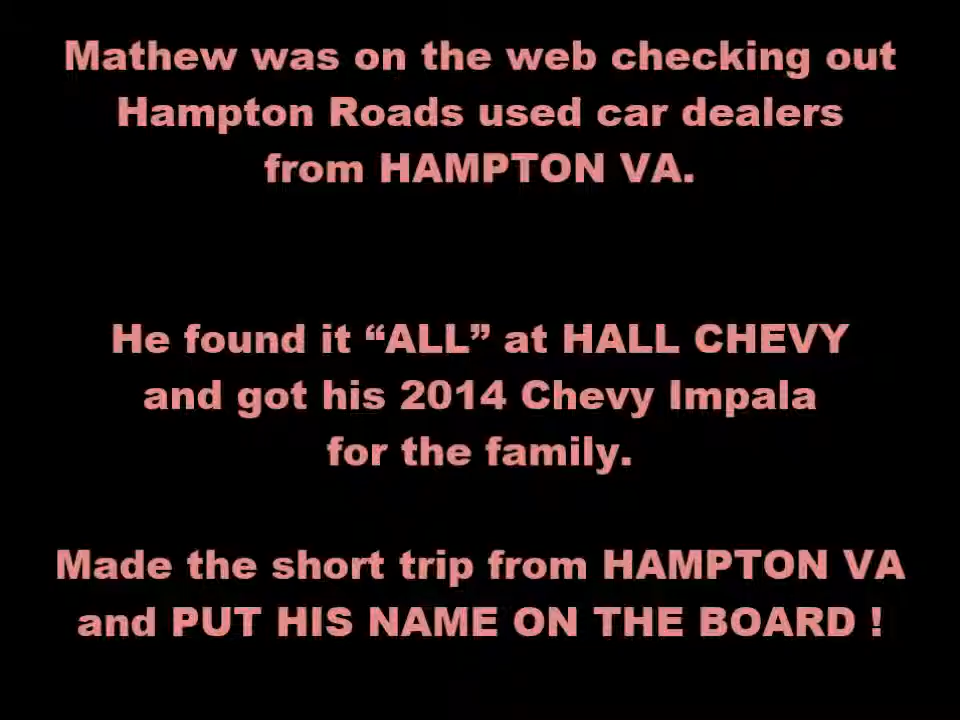 Mathew was on the web checking out
Hampton Roads used car dealers
from HAMPTON VA.
He found it “ALL” at HALL CHEVY
and got his 2014 Chevy Impala
for the family.
Made the short trip from HAMPTON VA
and PUT HIS NAME ON THE BOARD !